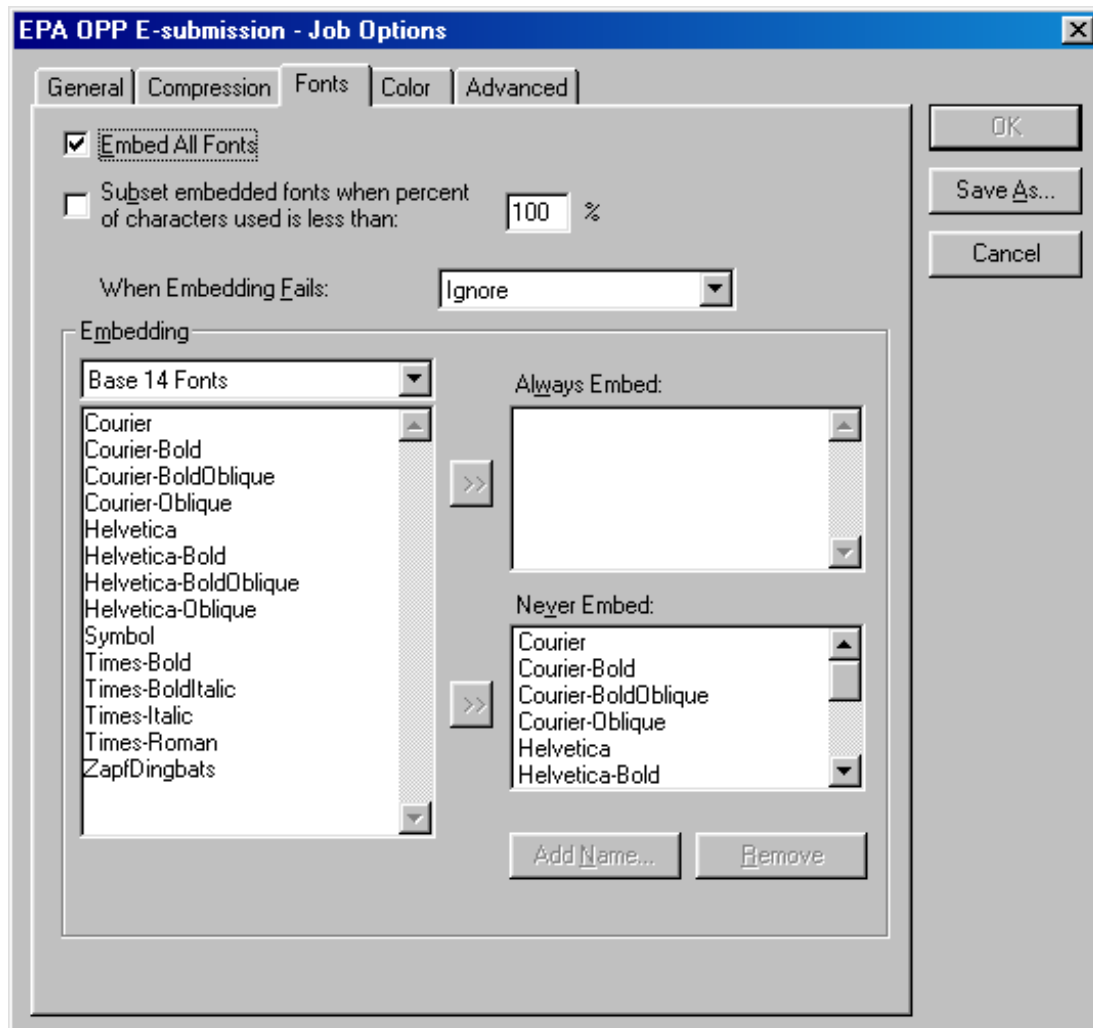 EPA OPP E-submission - Job Options
General
Compression
Fonts
Color
Advanced
Embed All Fonts
Subset embedded fonts when percent
of characters used is less than:
100 %
When Embedding Fails:
Ignore
Embedding
Base 14 Fonts
Courier
Courier-Bold
Courier-BoldOblique
Courier-Oblique
Helvetica
Helvetica-Bold
Helvetica-BoldOblique
Helvetica-Oblique
Symbol
Times-Bold
Times-BoldItalic
Times-Italic
Times-Roman
ZapfDingbats
>>
>>
Always Embed:
Never Embed:
Courier
Courier-Bold
Courier-BoldOblique
Courier-Oblique
Helvetica
Helvetica-Bold
Add Name...
Remove
OK
Save As...
Cancel